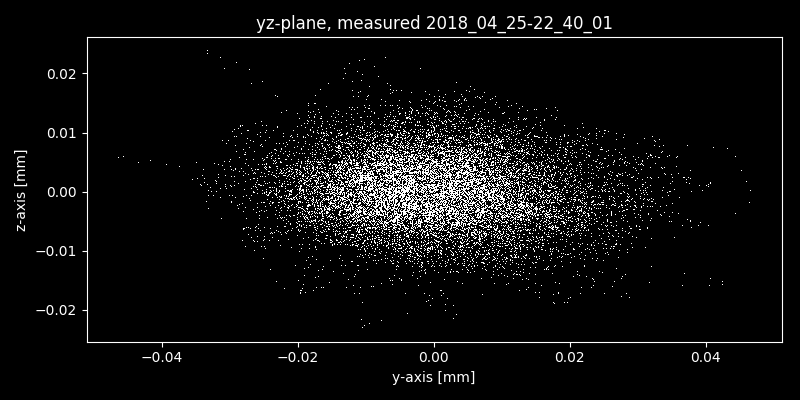 yz-plane, measured 2018_04_25-22_40_01
0.02
0.01
0.00
−0.01
−0.02
z-axis [mm]
−0.04 −0.02 0.00 0.02 0.04
y-axis [mm]